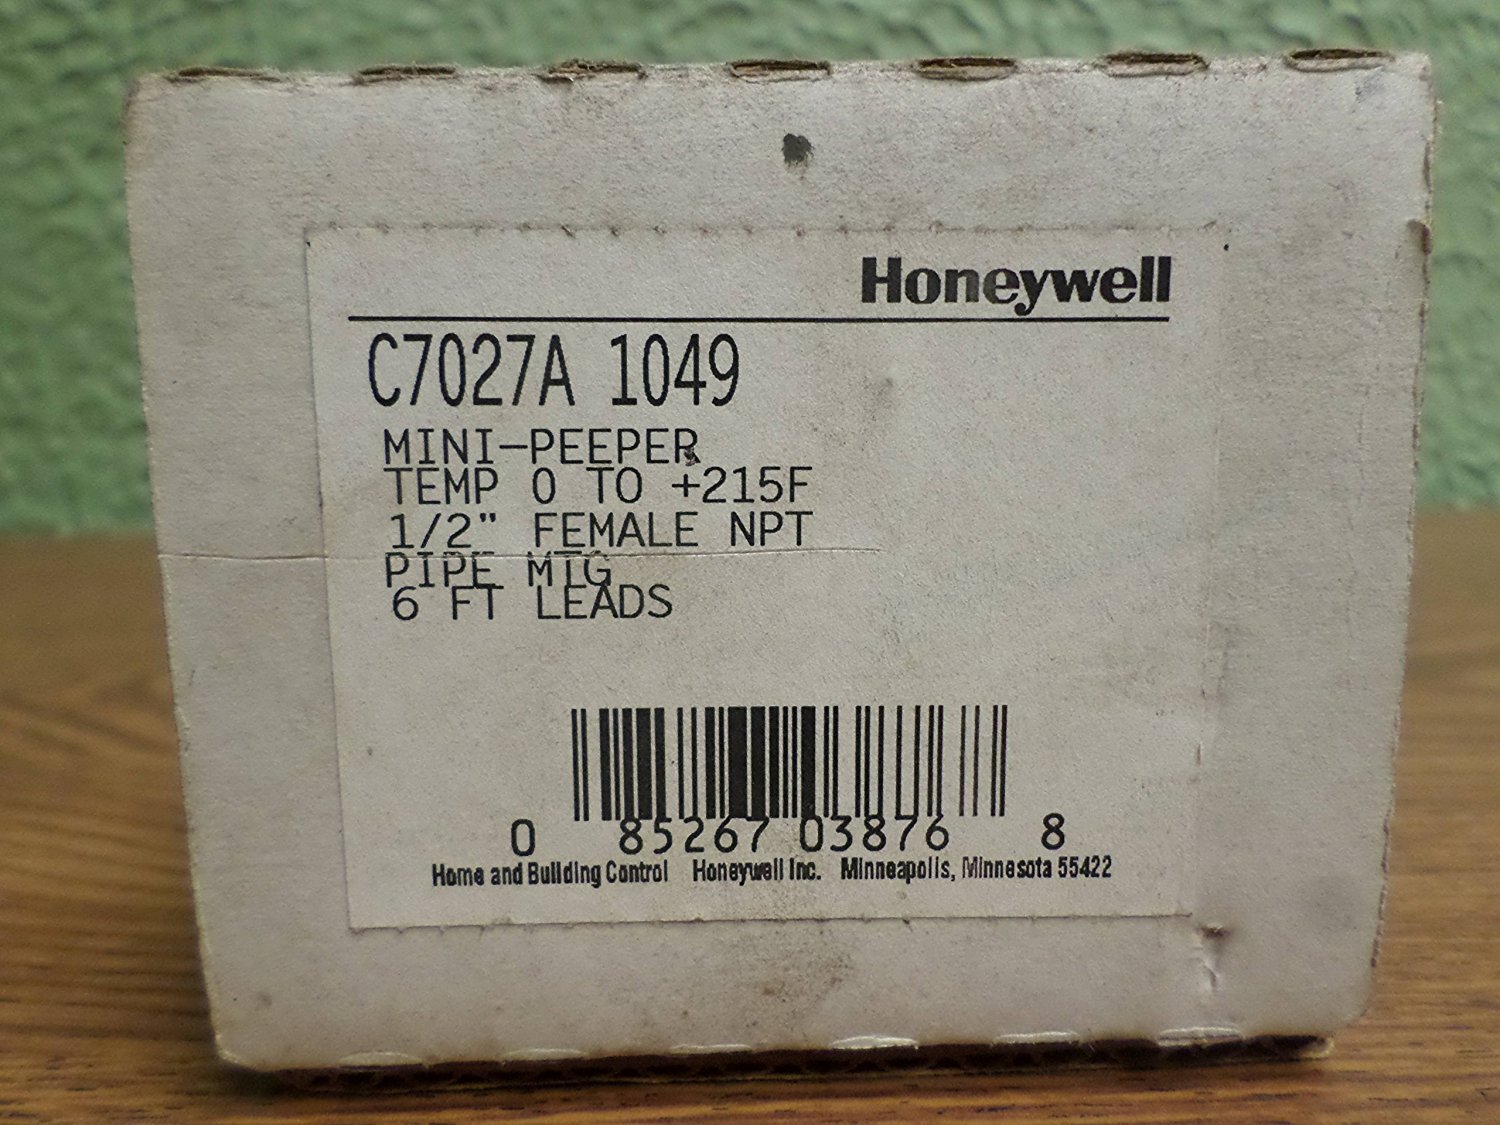 Honeywell
C7027A 1049
MINI-PEEPER
TEMP 0 TO +215F
1/2" FEMALE NPT
PIPE MTG
6 FT LEADS
0 85267 03876 8
Home and Building Control Honeywell Inc. Minneapolis, Minnesota 55422